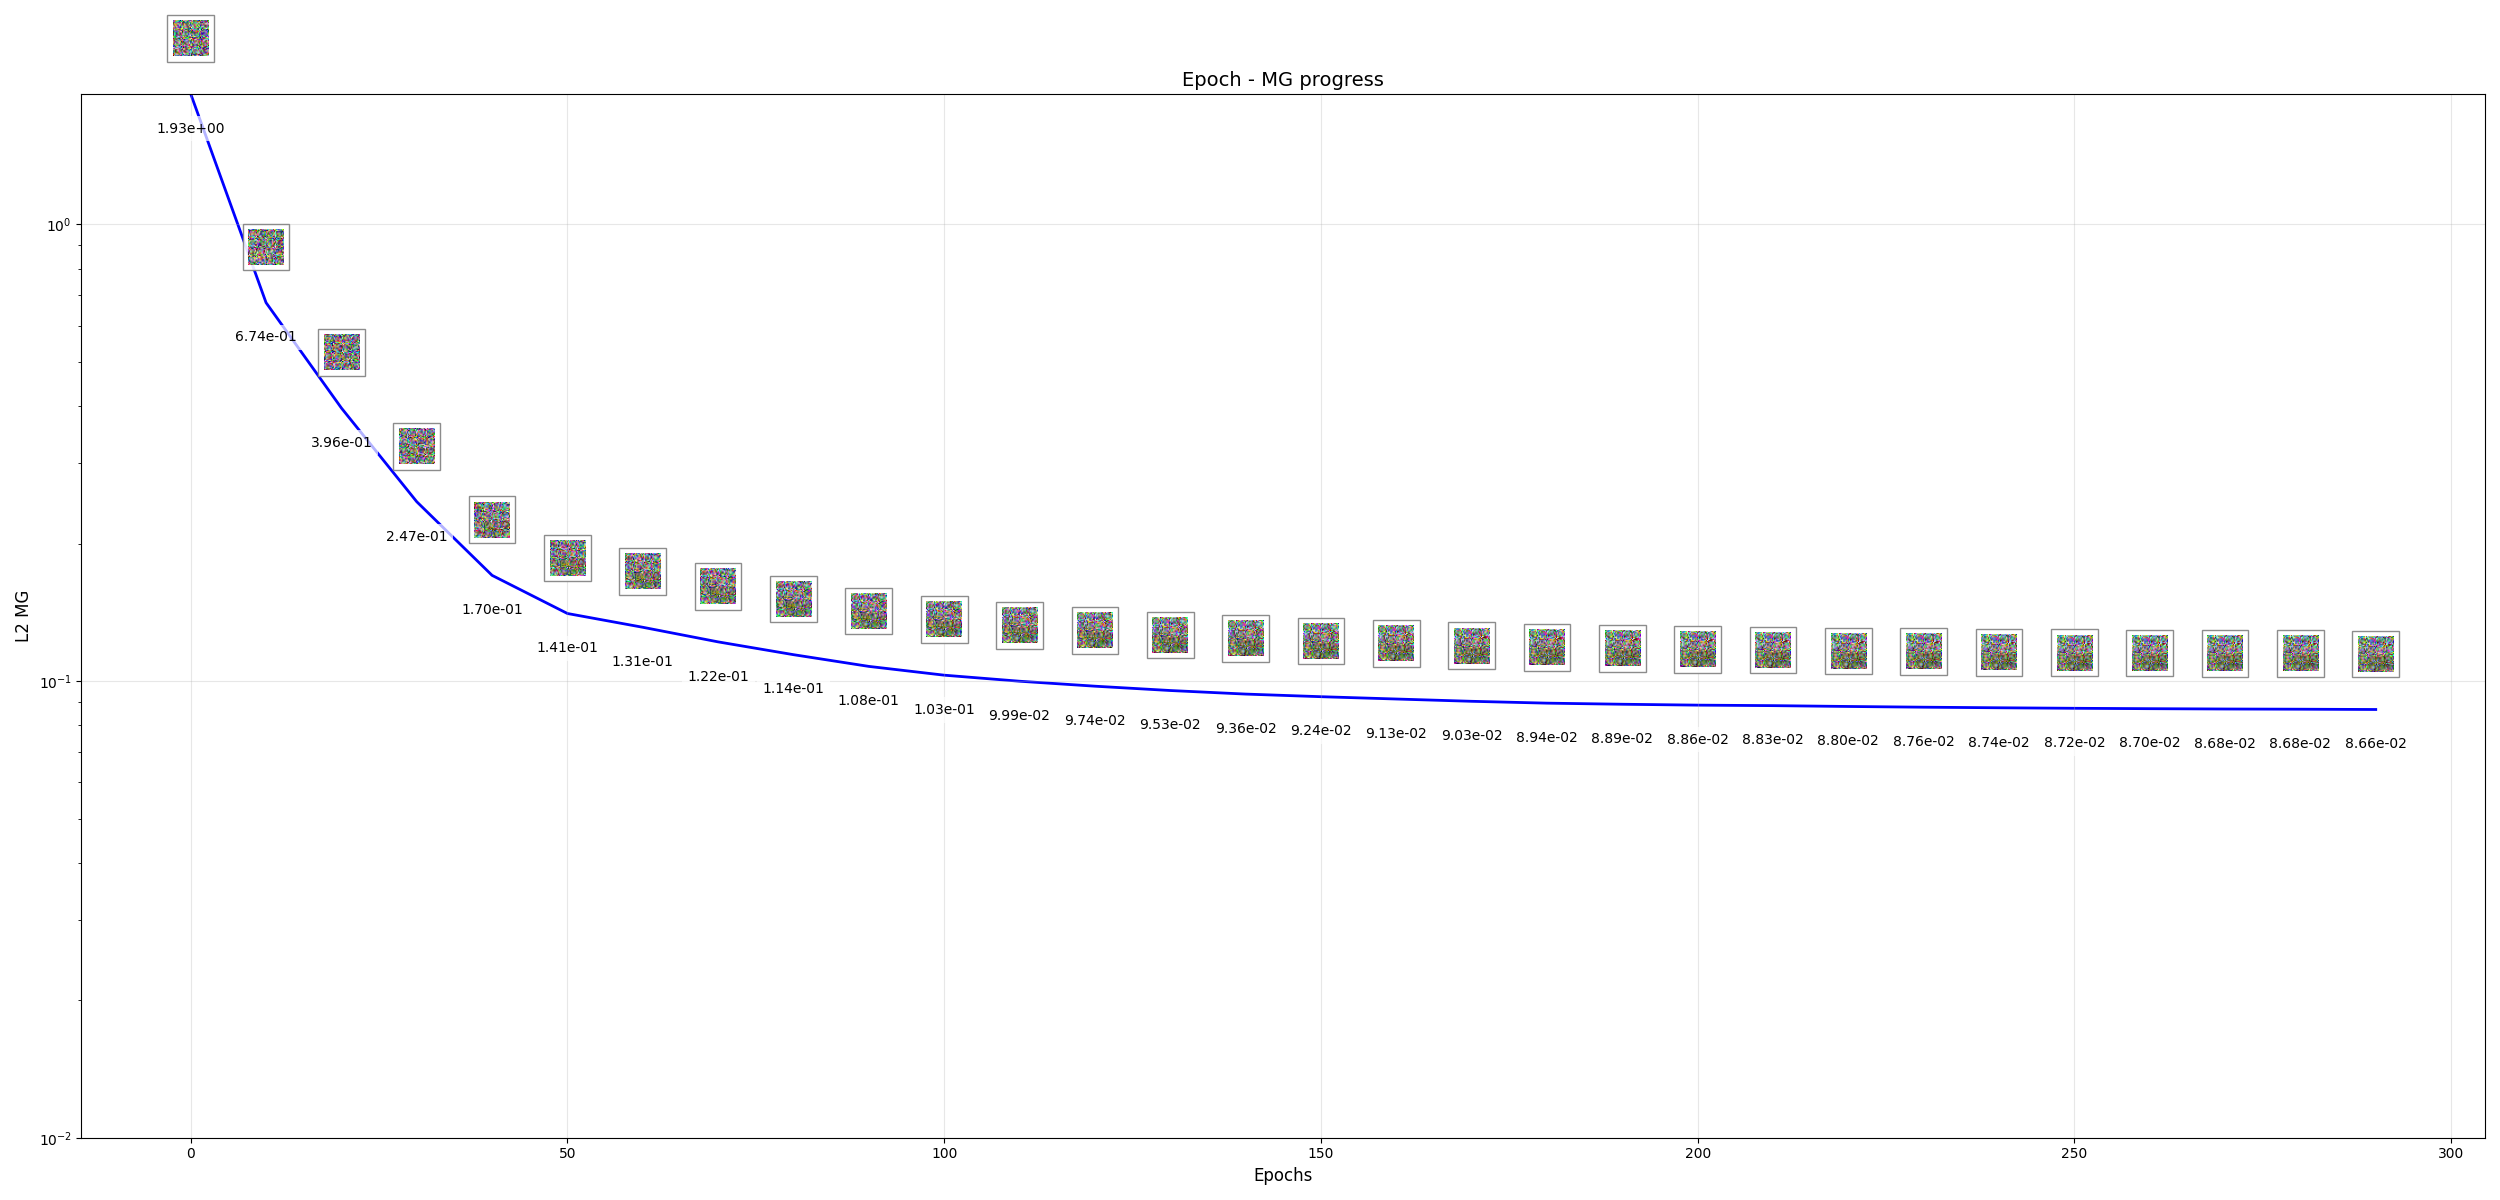 Epoch - MG progress
L2 MG
10^0
10^-1
10^-2
1.93e+00
6.74e-01
3.96e-01
2.47e-01
1.70e-01
1.41e-01
1.31e-01
1.22e-01
1.14e-01
1.08e-01
1.03e-01
9.99e-02
9.74e-02
9.53e-02
9.36e-02
9.24e-02
9.13e-02
9.03e-02
8.94e-02
8.89e-02
8.86e-02
8.83e-02
8.80e-02
8.76e-02
8.74e-02
8.72e-02
8.70e-02
8.68e-02
8.68e-02
8.66e-02
0 50 100 150 200 250 300
Epochs